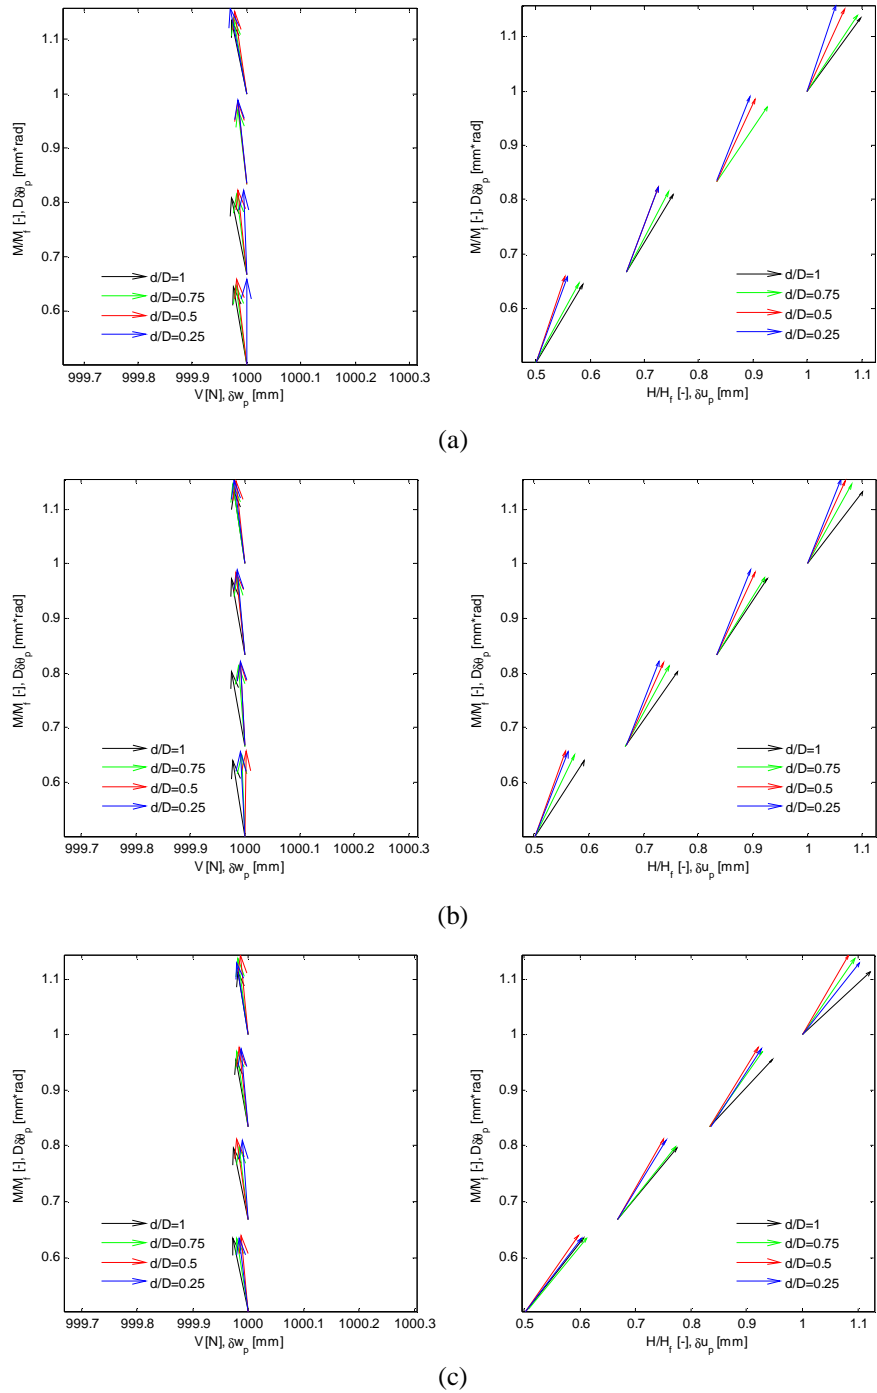 1.1
1
0.9
0.8
0.7
0.6
M/M_f [-], Dδθ_p [mm*rad]
d/D=1
d/D=0.75
d/D=0.5
d/D=0.25
999.7 999.8 999.9 1000 1000.1 1000.2 1000.3
V [N], δw_p [mm]
1.1
1
0.9
0.8
0.7
0.6
M/M_f [-], Dδθ_p [mm*rad]
d/D=1
d/D=0.75
d/D=0.5
d/D=0.25
0.5 0.6 0.7 0.8 0.9 1 1.1
H/H_f [-], δu_p [mm]
(a)
1.1
1
0.9
0.8
0.7
0.6
M/M_f [-], Dδθ_p [mm*rad]
d/D=1
d/D=0.75
d/D=0.5
d/D=0.25
999.7 999.8 999.9 1000 1000.1 1000.2 1000.3
V [N], δw_p [mm]
1.1
1
0.9
0.8
0.7
0.6
M/M_f [-], Dδθ_p [mm*rad]
d/D=1
d/D=0.75
d/D=0.5
d/D=0.25
0.5 0.6 0.7 0.8 0.9 1 1.1
H/H_f [-], δu_p [mm]
(b)
1.1
1
0.9
0.8
0.7
0.6
M/M_f [-], Dδθ_p [mm*rad]
d/D=1
d/D=0.75
d/D=0.5
d/D=0.25
999.7 999.8 999.9 1000 1000.1 1000.2 1000.3
V [N], δw_p [mm]
1.1
1
0.9
0.8
0.7
0.6
M/M_f [-], Dδθ_p [mm*rad]
d/D=1
d/D=0.75
d/D=0.5
d/D=0.25
0.5 0.6 0.7 0.8 0.9 1 1.1
H/H_f [-], δu_p [mm]
(c)